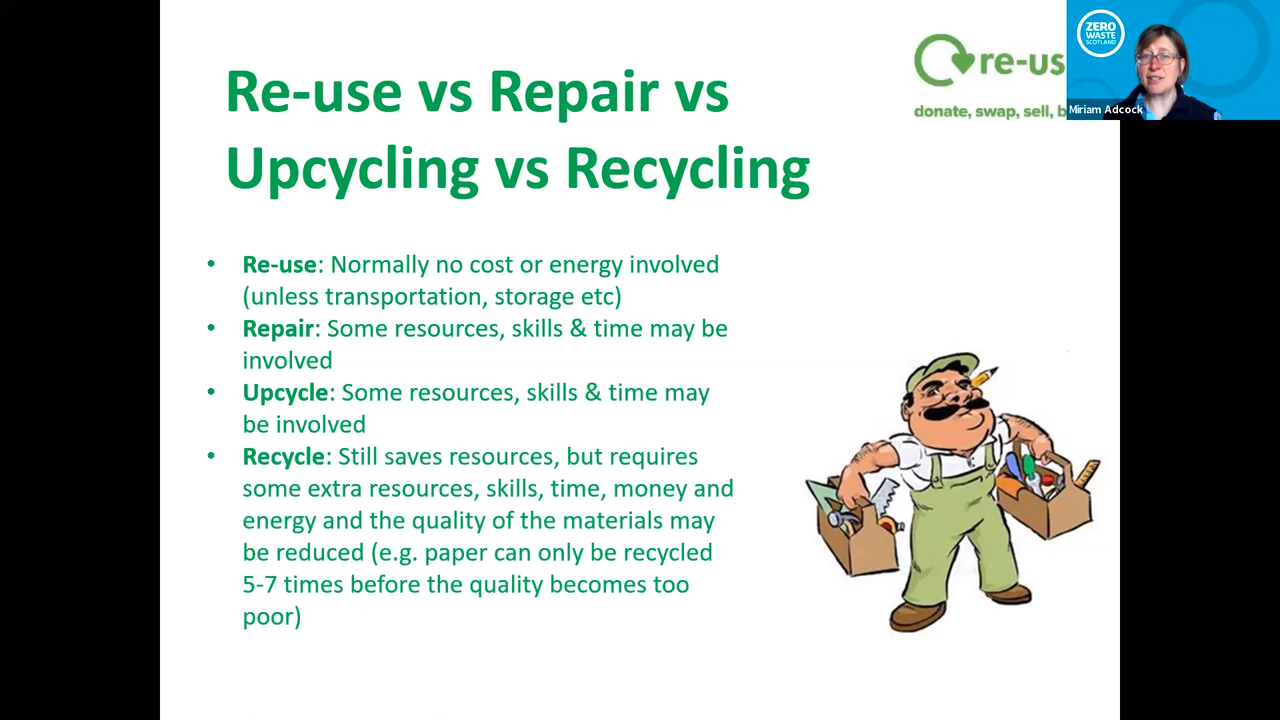 Re-use vs Repair vs
Upcycling vs Recycling
re-us
donate, swap, sell, b
ZERO
WASTE
SCOTLAND
Miriam Adcock
• Re-use: Normally no cost or energy involved
(unless transportation, storage etc)
• Repair: Some resources, skills & time may be
involved
• Upcycle: Some resources, skills & time may
be involved
• Recycle: Still saves resources, but requires
some extra resources, skills, time, money and
energy and the quality of the materials may
be reduced (e.g. paper can only be recycled
5-7 times before the quality becomes too
poor)